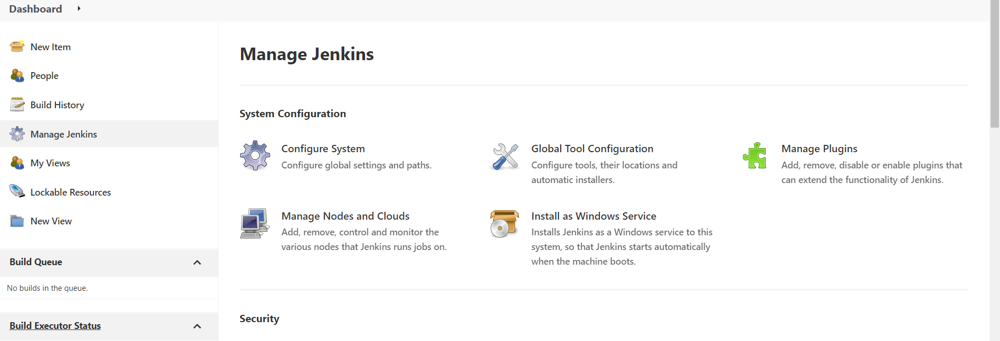 Dashboard
New Item
People
Build History
Manage Jenkins
My Views
Lockable Resources
New View
Build Queue
No builds in the queue.
Build Executor Status
Manage Jenkins
System Configuration
Configure System
Configure global settings and paths.
Global Tool Configuration
Configure tools, their locations and
automatic installers.
Manage Plugins
Add, remove, disable or enable plugins that
can extend the functionality of Jenkins.
Manage Nodes and Clouds
Add, remove, control and monitor the
various nodes that Jenkins runs jobs on.
Install as Windows Service
Installs Jenkins as a Windows service to this
system, so that Jenkins starts automatically
when the machine boots.
Security